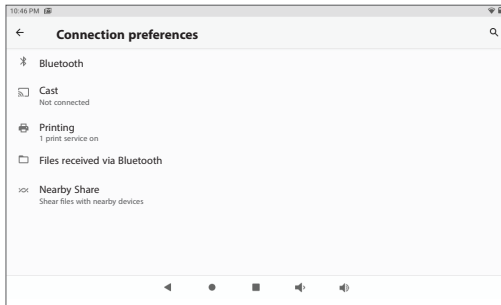 10:46 PM
Connection preferences
Bluetooth
Cast
Not connected
Printing
1 print service on
Files received via Bluetooth
Nearby Share
Shear files with nearby devices